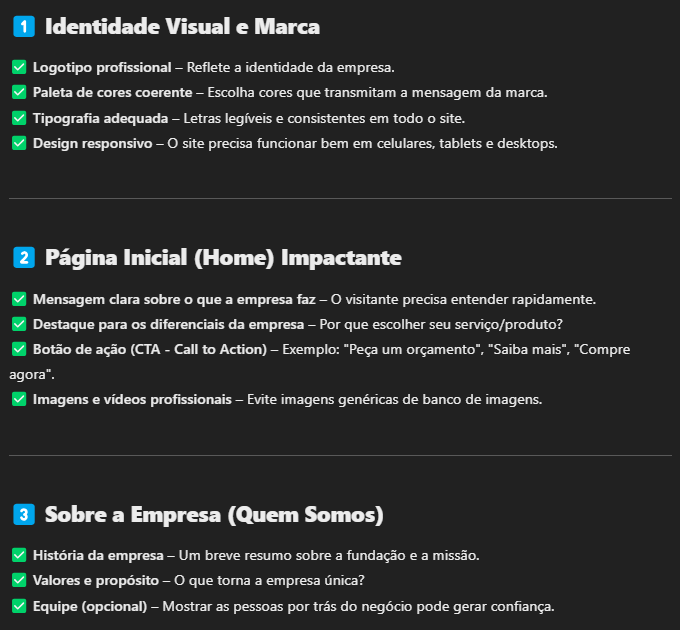 1️⃣ Identidade Visual e Marca
✅ Logotipo profissional – Reflete a identidade da empresa.
✅ Paleta de cores coerente – Escolha cores que transmitam a mensagem da marca.
✅ Tipografia adequada – Letras legíveis e consistentes em todo o site.
✅ Design responsivo – O site precisa funcionar bem em celulares, tablets e desktops.
2️⃣ Página Inicial (Home) Impactante
✅ Mensagem clara sobre o que a empresa faz – O visitante precisa entender rapidamente.
✅ Destaque para os diferenciais da empresa – Por que escolher seu serviço/produto?
✅ Botão de ação (CTA - Call to Action) – Exemplo: "Peça um orçamento", "Saiba mais", "Compre
agora".
✅ Imagens e vídeos profissionais – Evite imagens genéricas de banco de imagens.
3️⃣ Sobre a Empresa (Quem Somos)
✅ História da empresa – Um breve resumo sobre a fundação e a missão.
✅ Valores e propósito – O que torna a empresa única?
✅ Equipe (opcional) – Mostrar as pessoas por trás do negócio pode gerar confiança.